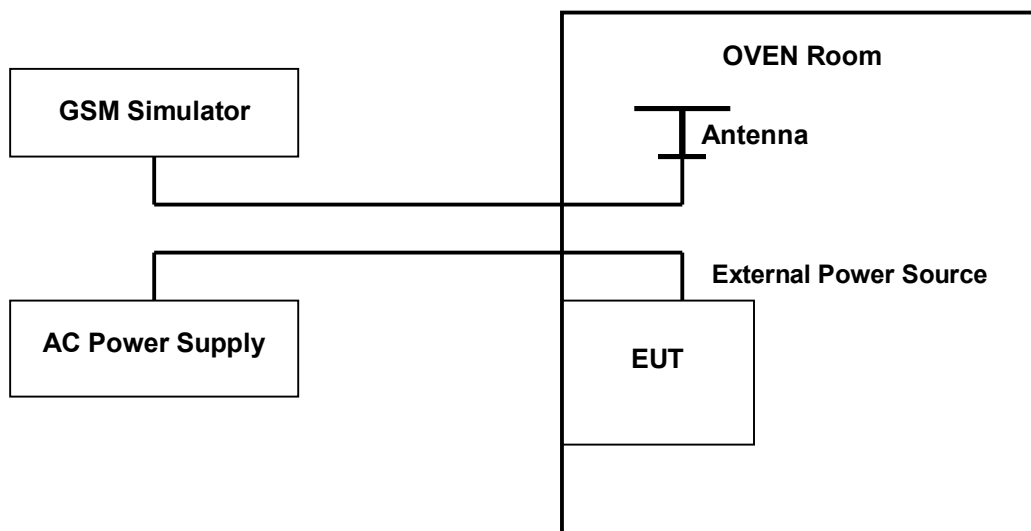 OVEN Room
GSM Simulator
Antenna
External Power Source
AC Power Supply
EUT